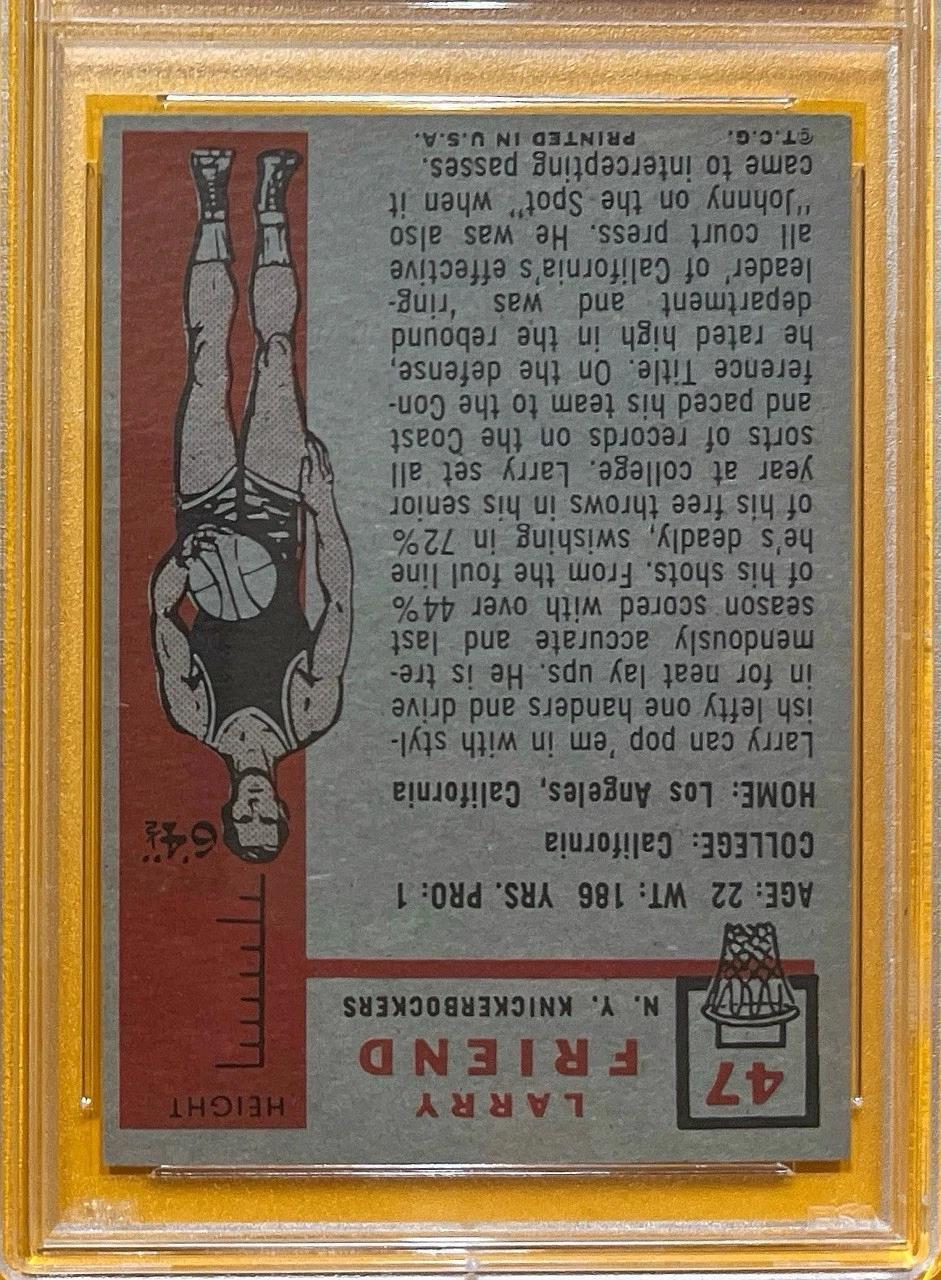 47
LARRY
FRIEND
N. Y. KNICKERBOCKERS
HEIGHT
6'4½"
AGE: 22 WT: 186 YRS. PRO: 1
COLLEGE: California
HOME: Los Angeles, California
Larry can pop 'em in with styl-
ish lefty one handers and drive
in for neat lay ups. He is tre-
mendously accurate and last
season scored with over 44%
of his shots. From the foul line
he's deadly, swishing in 72%
of his free throws in his senior
year at college. Larry set all
sorts of records on the Coast
and paced his team to the Con-
ference Title. On the defense,
he rated high in the rebound
department and was 'ring-
leader' of California's effective
all court press. He was also
"Johnny on the Spot" when it
came to intercepting passes.
©T.C.G. PRINTED IN U.S.A.